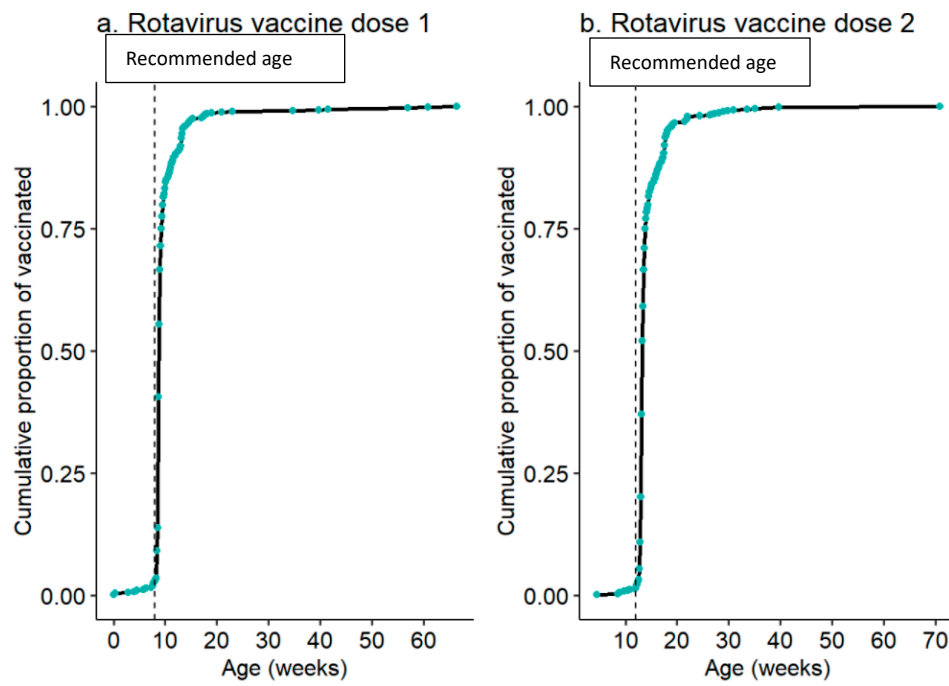 a. Rotavirus vaccine dose 1
Recommended age
1.00
0.75
0.50
0.25
0.00
Cumulative proportion of vaccinated
0 10 20 30 40 50 60
Age (weeks)
b. Rotavirus vaccine dose 2
Recommended age
1.00
0.75
0.50
0.25
0.00
Cumulative proportion of vaccinated
10 20 30 40 50 60 70
Age (weeks)